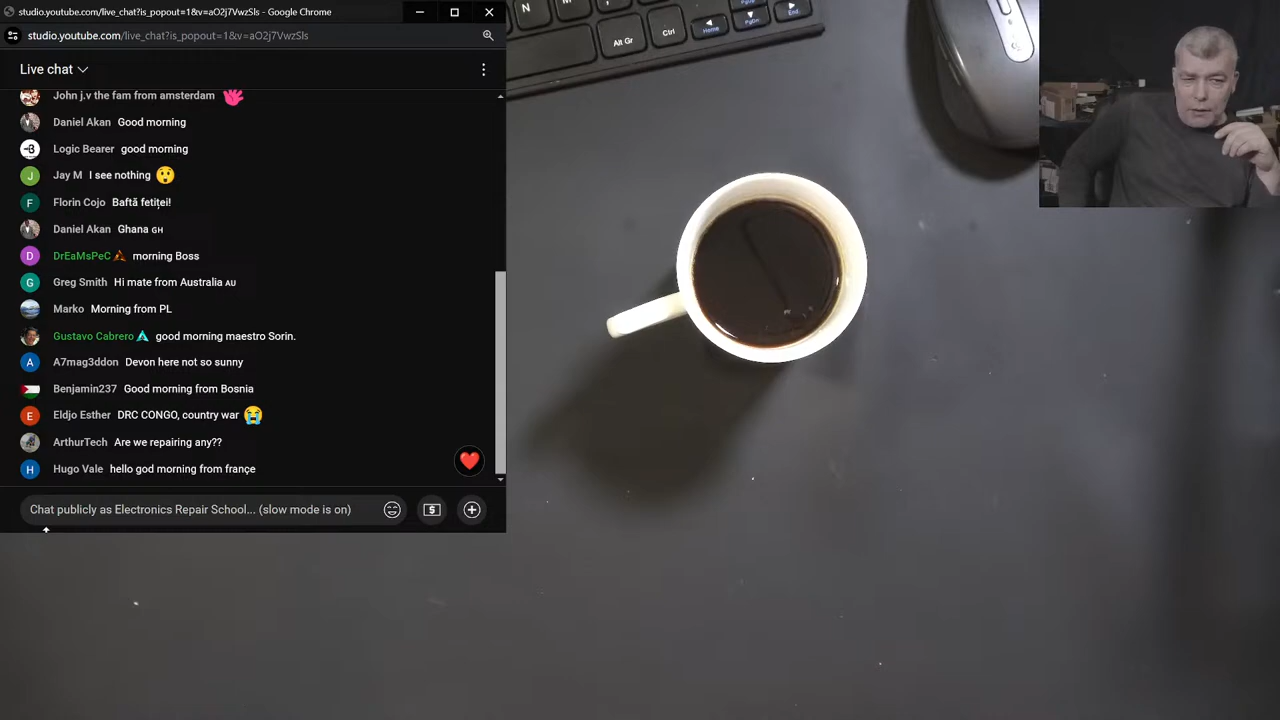 studio.youtube.com/live_chat?is_popout=1&v=aO2j7VwzSls - Google Chrome
studio.youtube.com/live_chat?is_popout=1&v=aO2j7VwzSls
Live chat
John j.v the fam from amsterdam
Daniel Akan Good morning
Logic Bearer good morning
Jay M I see nothing 😲
Florin Cojo Baftă fetiței!
Daniel Akan Ghana GH
DrEaMsPeC morning Boss
Greg Smith Hi mate from Australia AU
Marko Morning from PL
Gustavo Cabrero good morning maestro Sorin.
A7mag3ddon Devon here not so sunny
Benjamin237 Good morning from Bosnia
Eldjo Esther DRC CONGO, country war 😭
ArthurTech Are we repairing any??
Hugo Vale hello god morning from françe
Chat publicly as Electronics Repair School... (slow mode is on)
N
Alt Gr
Ctrl
Home
PgDn
End